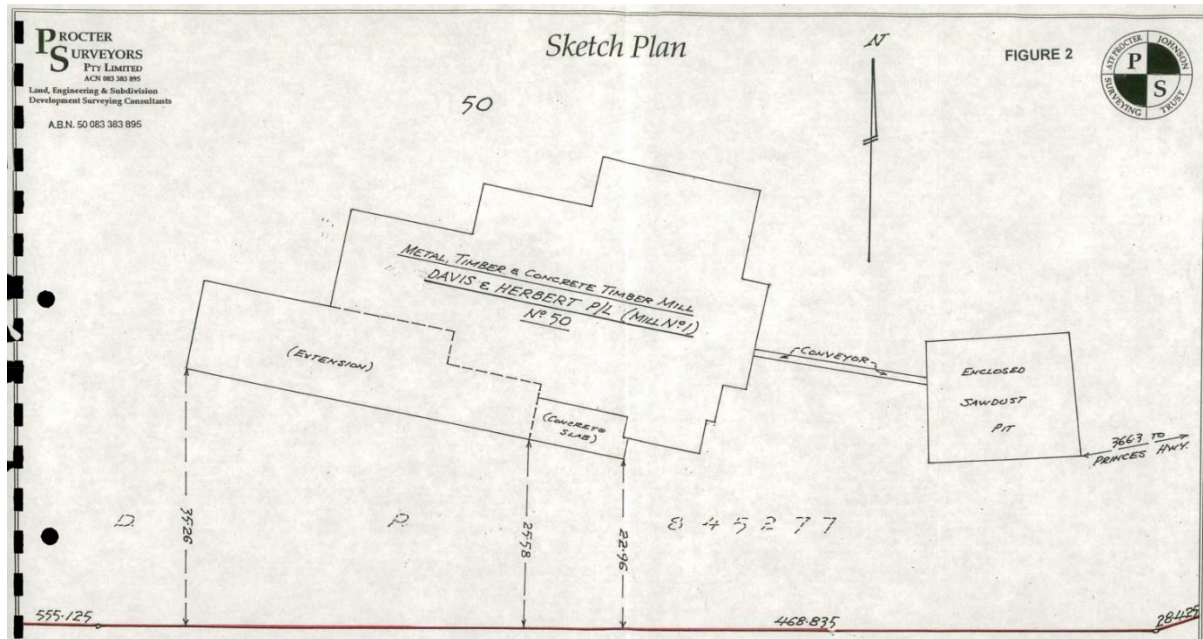 PROCTER
SURVEYORS
PTY LIMITED
ACN 083 383 895
Land, Engineering & Subdivision
Development Surveying Consultants
A.B.N. 50 083 383 895
Sketch Plan
N
FIGURE 2
ATF PROCTER JOHNSON
SURVEYING TRUST
P
S
50
METAL, TIMBER & CONCRETE TIMBER MILL
DAVIS & HERBERT P/L (MILL Nº1)
Nº 50
(EXTENSION)
(CONCRETE
SLAB)
CONVEYOR
ENCLOSED
SAWDUST
PIT
366.3 TO
PRINCES HWY.
D. P. 845277
35.26
25.58
22.96
555.125
468.835
28.425